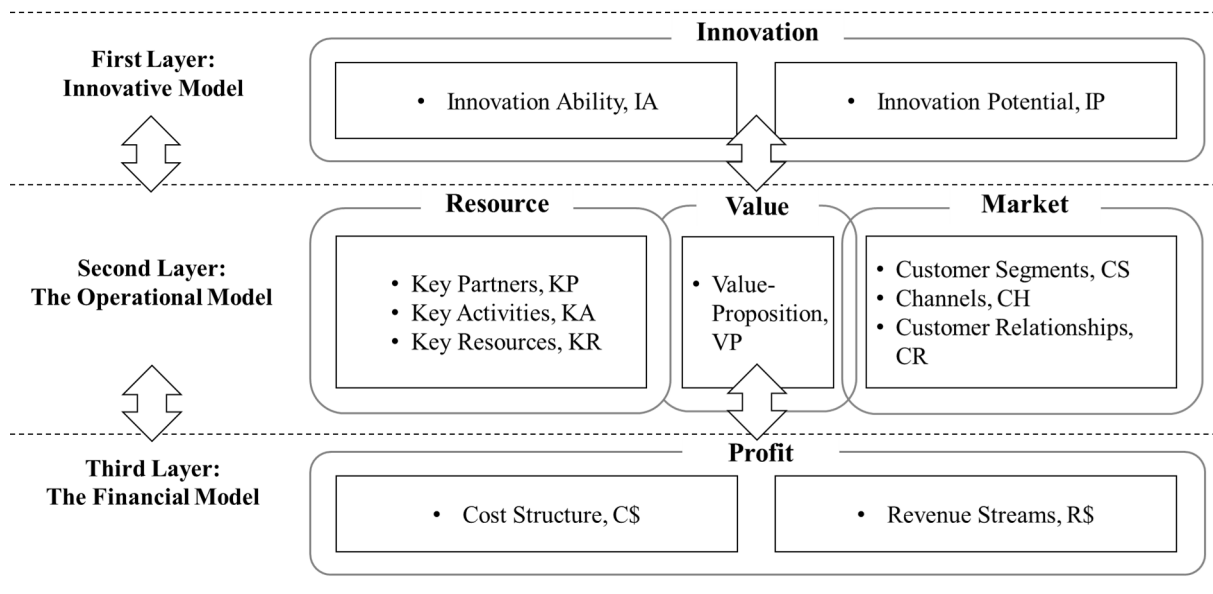 Innovation
First Layer:
Innovative Model
• Innovation Ability, IA
• Innovation Potential, IP
Resource
Value
Market
Second Layer:
The Operational Model
• Key Partners, KP
• Key Activities, KA
• Key Resources, KR
• Value-
Proposition,
VP
• Customer Segments, CS
• Channels, CH
• Customer Relationships,
CR
Profit
Third Layer:
The Financial Model
• Cost Structure, C$
• Revenue Streams, R$